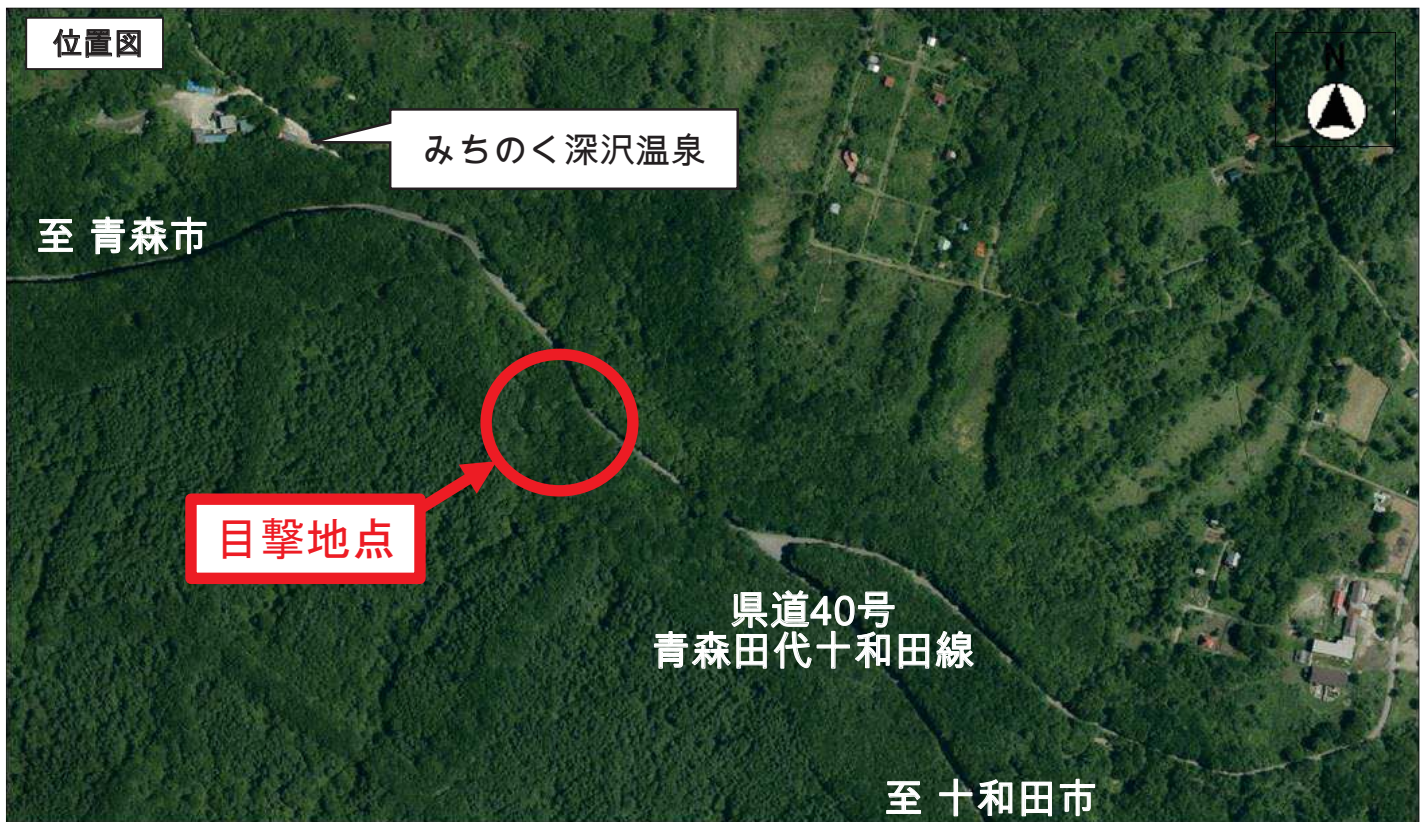 位置図
N
みちのく深沢温泉
至 青森市
目撃地点
県道40号
青森田代十和田線
至 十和田市